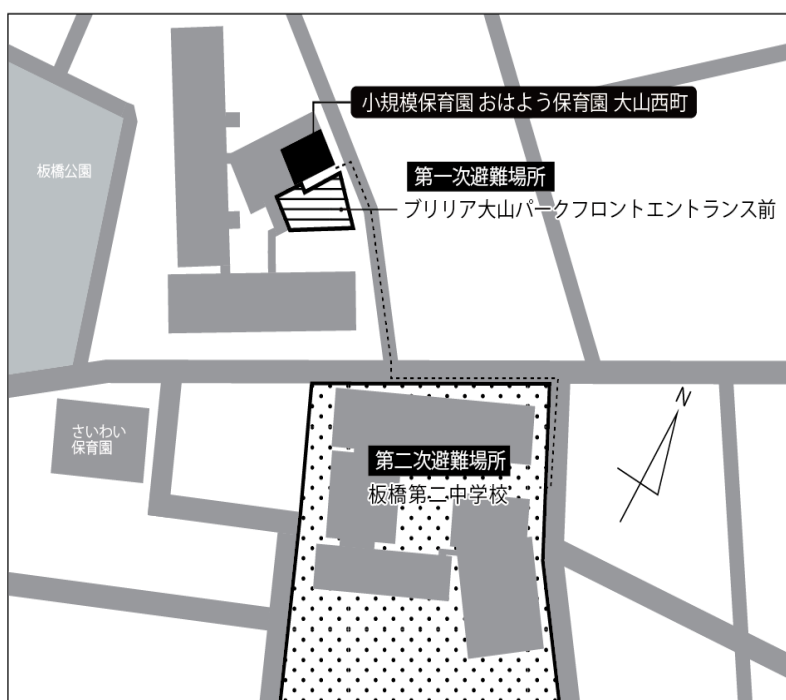 小規模保育園 おはよう保育園 大山西町
板橋公園
第一次避難場所
ブリリア大山パークフロントエントランス前
N
さいわい
保育園
第二次避難場所
板橋第二中学校